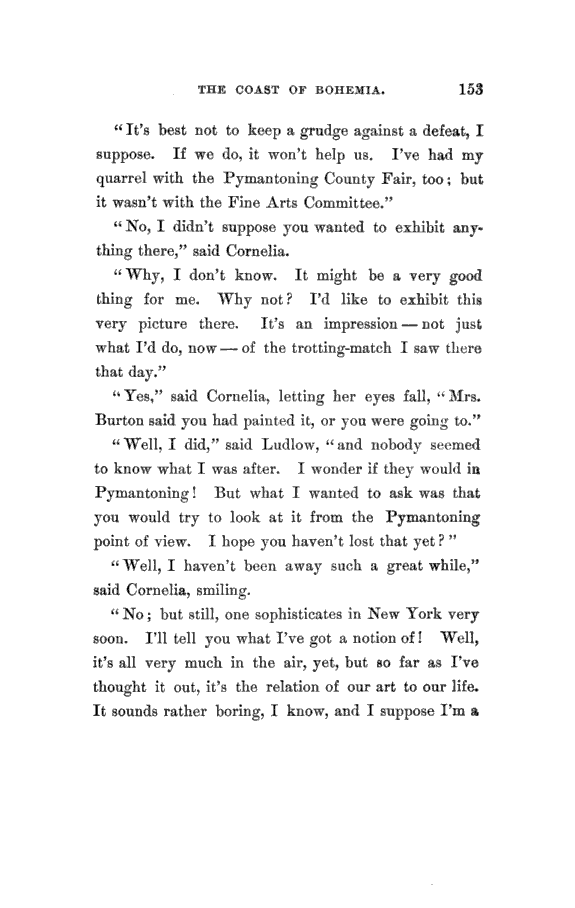 THE COAST OF BOHEMIA. 153
"It's best not to keep a grudge against a defeat, I
suppose. If we do, it won't help us. I've had my
quarrel with the Pymantoning County Fair, too; but
it wasn't with the Fine Arts Committee."
"No, I didn't suppose you wanted to exhibit any-
thing there," said Cornelia.
"Why, I don't know. It might be a very good
thing for me. Why not? I'd like to exhibit this
very picture there. It's an impression — not just
what I'd do, now — of the trotting-match I saw there
that day."
"Yes," said Cornelia, letting her eyes fall, "Mrs.
Burton said you had painted it, or you were going to."
"Well, I did," said Ludlow, "and nobody seemed
to know what I was after. I wonder if they would in
Pymantoning! But what I wanted to ask was that
you would try to look at it from the Pymantoning
point of view. I hope you haven't lost that yet?"
"Well, I haven't been away such a great while,"
said Cornelia, smiling.
"No; but still, one sophisticates in New York very
soon. I'll tell you what I've got a notion of! Well,
it's all very much in the air, yet, but so far as I've
thought it out, it's the relation of our art to our life.
It sounds rather boring, I know, and I suppose I'm a